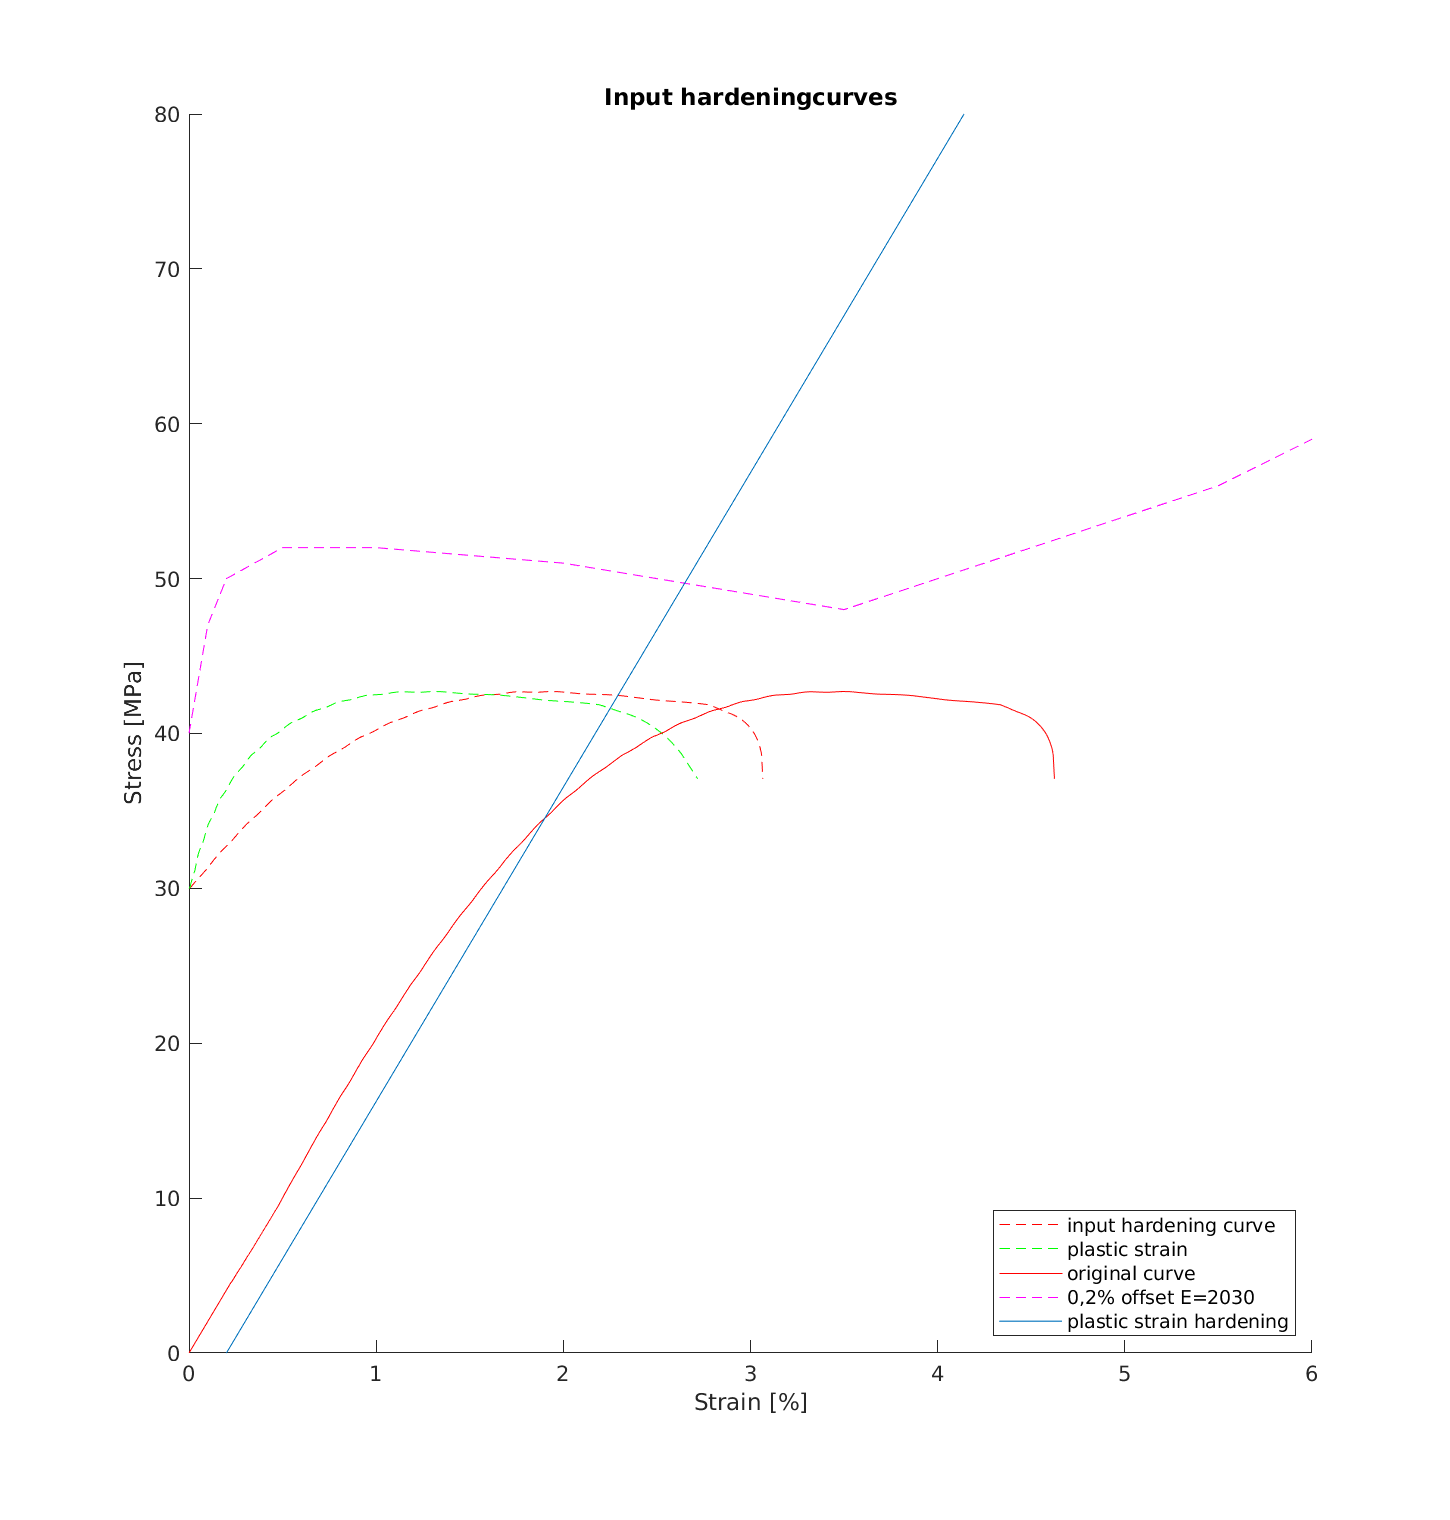 Input hardeningcurves
80
70
60
50
40
30
20
10
0
Stress [MPa]
0 1 2 3 4 5 6
Strain [%]
input hardening curve
plastic strain
original curve
0,2% offset E=2030
plastic strain hardening